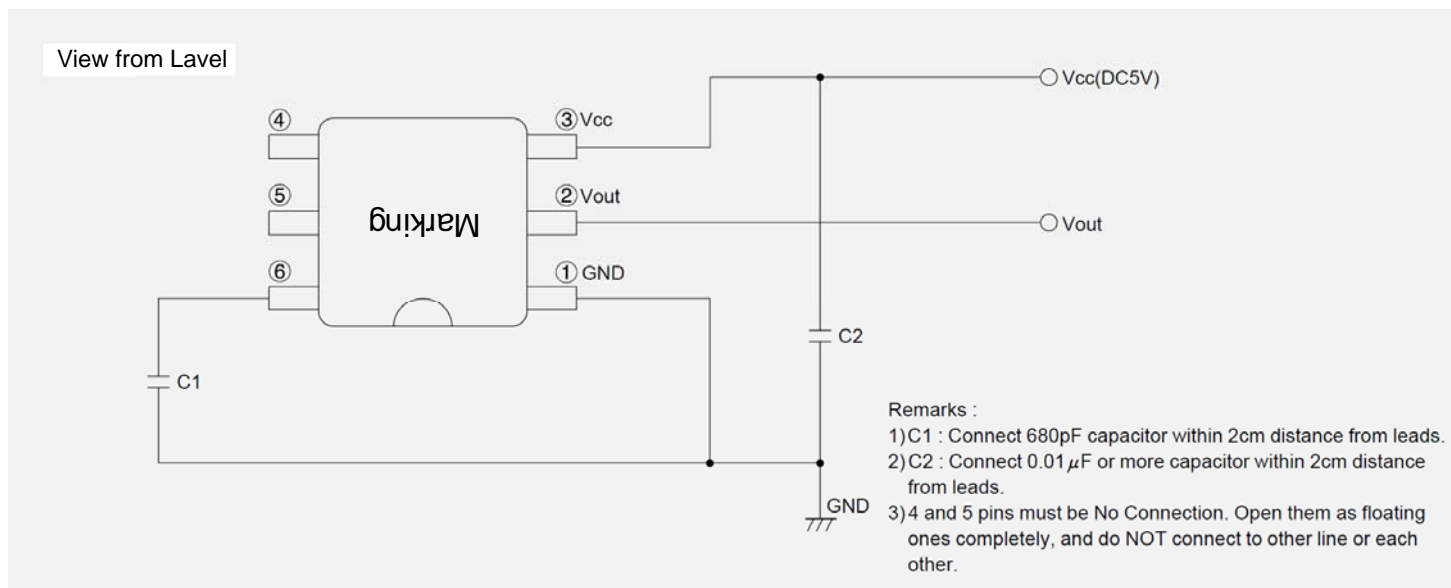 View from Lavel
Vcc(DC5V)
④
③Vcc
⑤
②Vout
Marking
Vout
⑥
①GND
C2
C1
GND
Remarks :
1)C1 : Connect 680pF capacitor within 2cm distance from leads.
2)C2 : Connect 0.01μF or more capacitor within 2cm distance
from leads.
3)4 and 5 pins must be No Connection. Open them as floating
ones completely, and do NOT connect to other line or each
other.